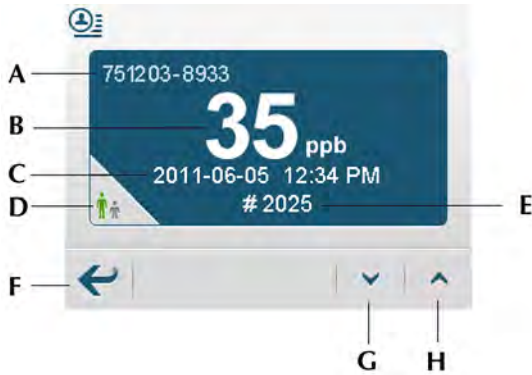 A 751203-8933
B 35 ppb
C 2011-06-05 12:34 PM
D
# 2025 E
F
G H